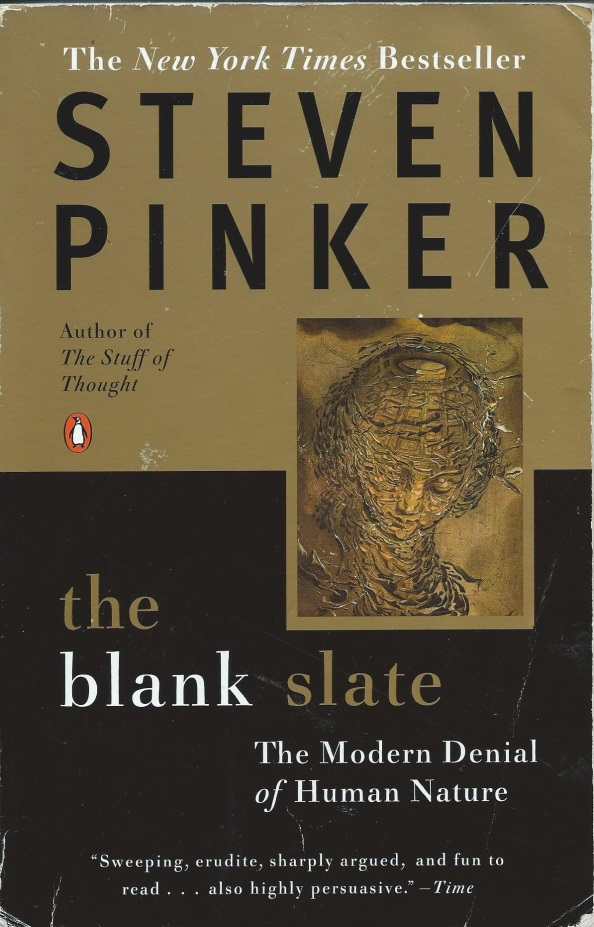 The New York Times Bestseller
STEVEN
PINKER
Author of
The Stuff of
Thought
the
blank slate
The Modern Denial
of Human Nature
“Sweeping, erudite, sharply argued, and fun to
read . . . also highly persuasive.” —Time